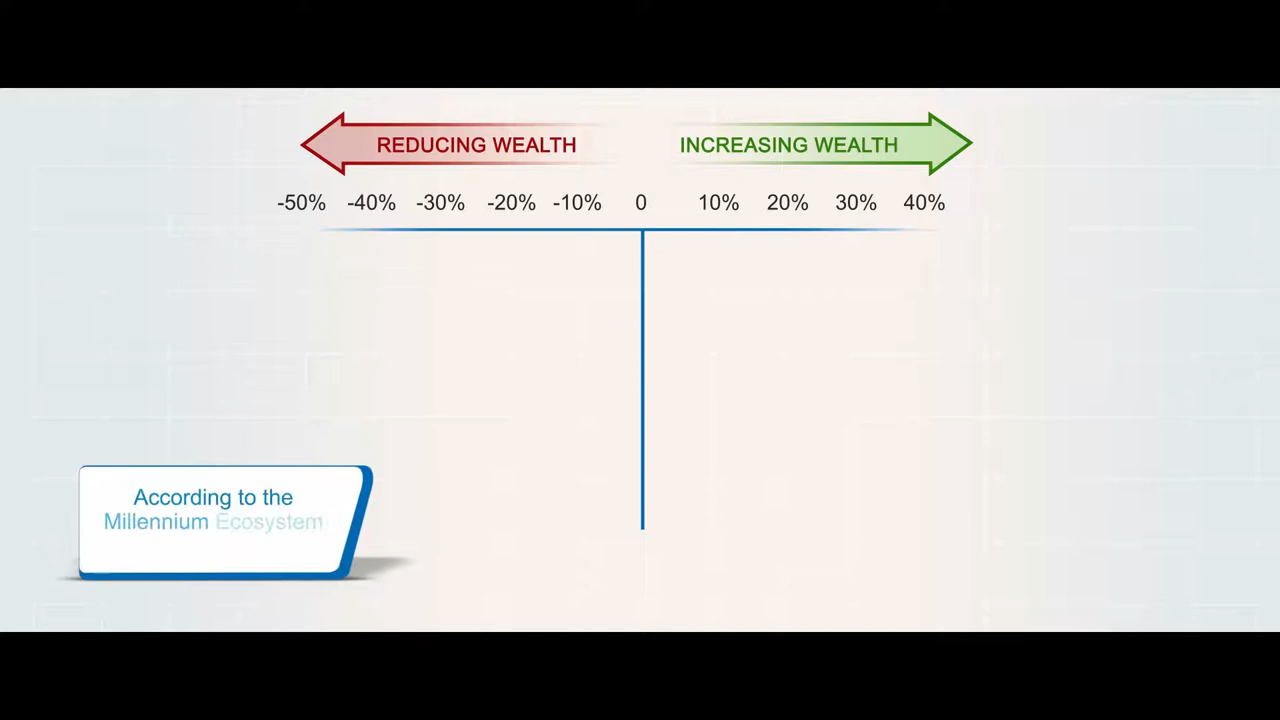 REDUCING WEALTH INCREASING WEALTH
-50% -40% -30% -20% -10% 0 10% 20% 30% 40%
According to the
Millennium Ecosystem